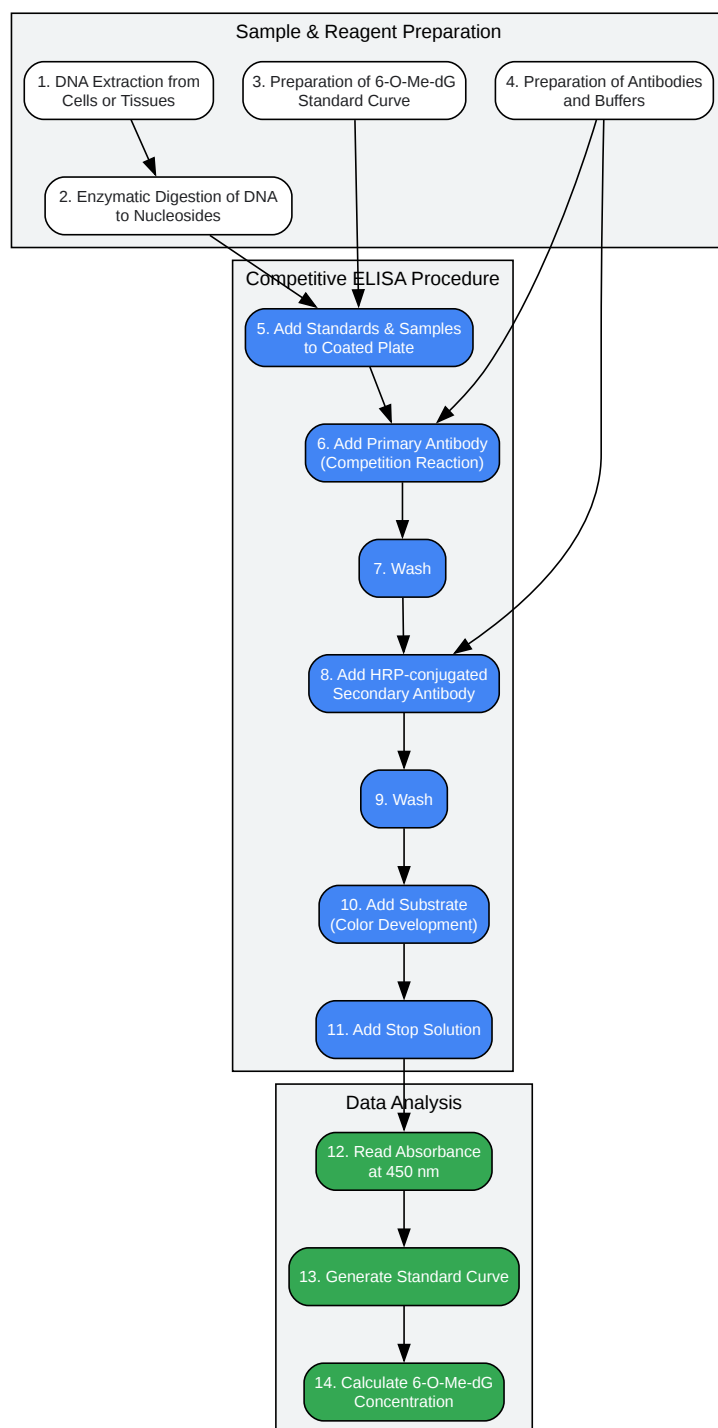 Sample & Reagent Preparation
1. DNA Extraction from
Cells or Tissues
3. Preparation of 6-O-Me-dG
Standard Curve
4. Preparation of Antibodies
and Buffers
2. Enzymatic Digestion of DNA
to Nucleosides
Competitive ELISA Procedure
5. Add Standards & Samples
to Coated Plate
6. Add Primary Antibody
(Competition Reaction)
7. Wash
8. Add HRP-conjugated
Secondary Antibody
9. Wash
10. Add Substrate
(Color Development)
11. Add Stop Solution
Data Analysis
12. Read Absorbance
at 450 nm
13. Generate Standard Curve
14. Calculate 6-O-Me-dG
Concentration